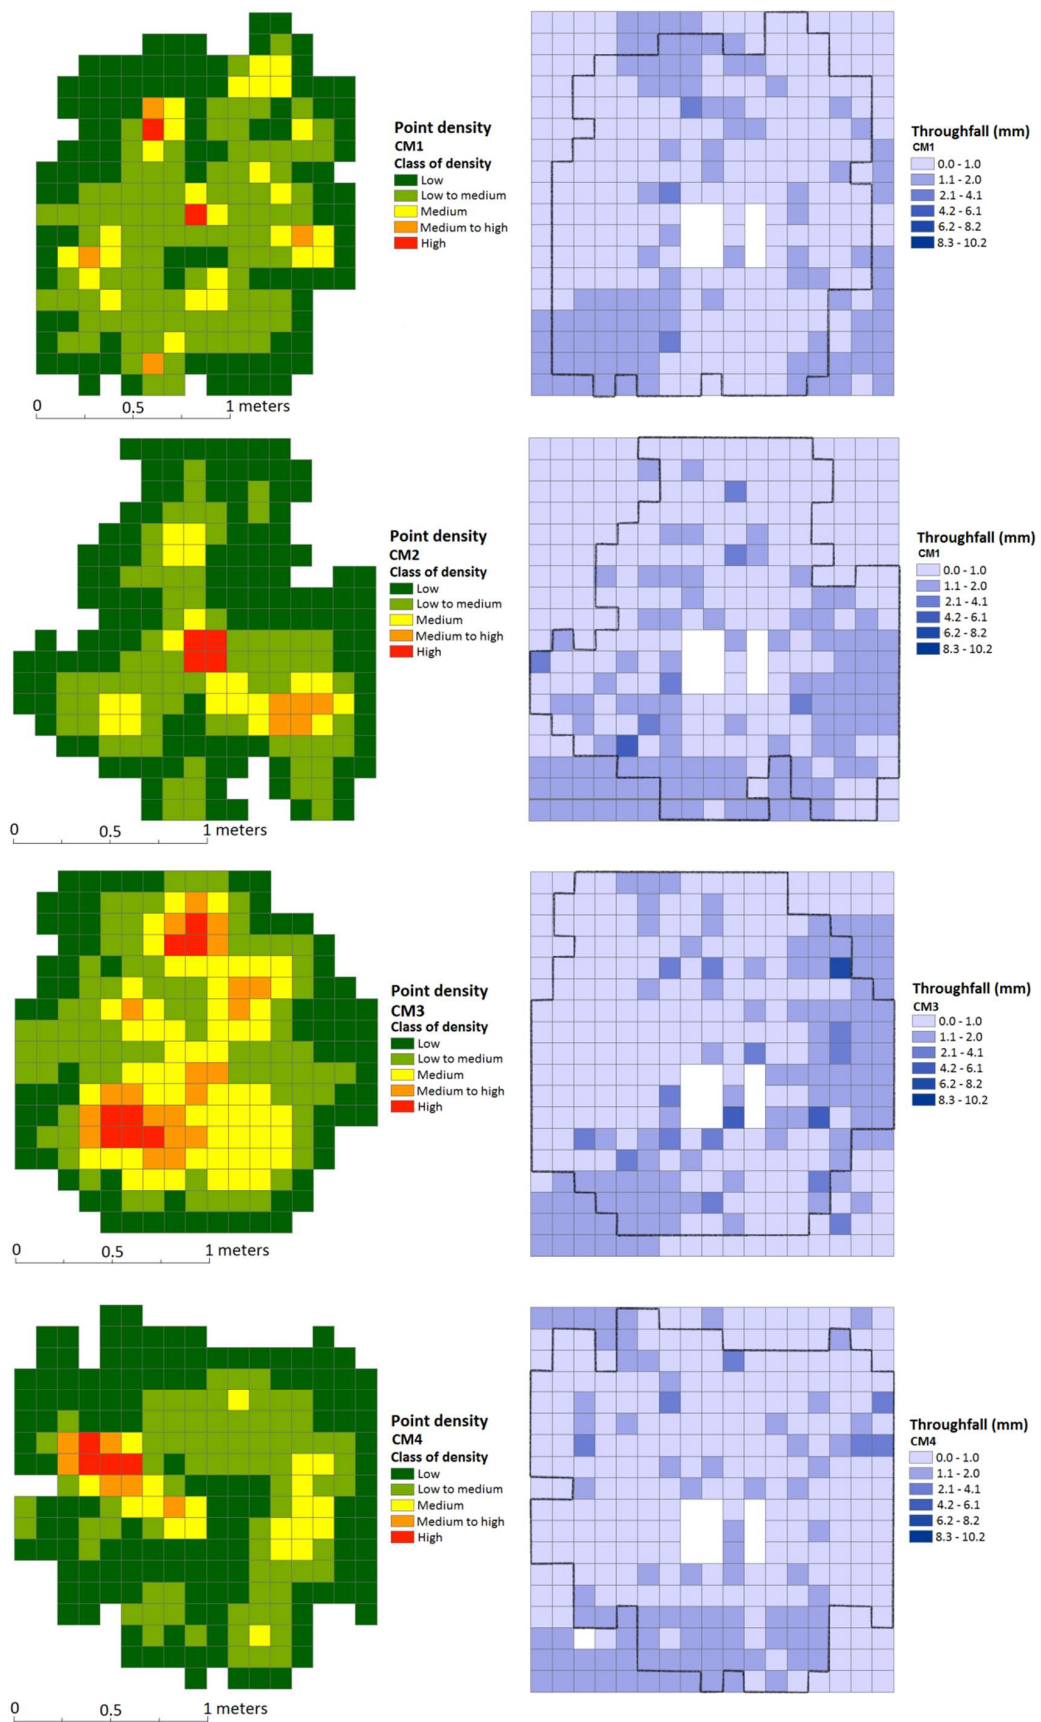 Point density
CM1
Class of density
Low
Low to medium
Medium
Medium to high
High
0 0.5 1 meters
Throughfall (mm)
CM1
0.0 - 1.0
1.1 - 2.0
2.1 - 4.1
4.2 - 6.1
6.2 - 8.2
8.3 - 10.2
Point density
CM2
Class of density
Low
Low to medium
Medium
Medium to high
High
0 0.5 1 meters
Throughfall (mm)
CM1
0.0 - 1.0
1.1 - 2.0
2.1 - 4.1
4.2 - 6.1
6.2 - 8.2
8.3 - 10.2
Point density
CM3
Class of density
Low
Low to medium
Medium
Medium to high
High
0 0.5 1 meters
Throughfall (mm)
CM3
0.0 - 1.0
1.1 - 2.0
2.1 - 4.1
4.2 - 6.1
6.2 - 8.2
8.3 - 10.2
Point density
CM4
Class of density
Low
Low to medium
Medium
Medium to high
High
0 0.5 1 meters
Throughfall (mm)
CM4
0.0 - 1.0
1.1 - 2.0
2.1 - 4.1
4.2 - 6.1
6.2 - 8.2
8.3 - 10.2